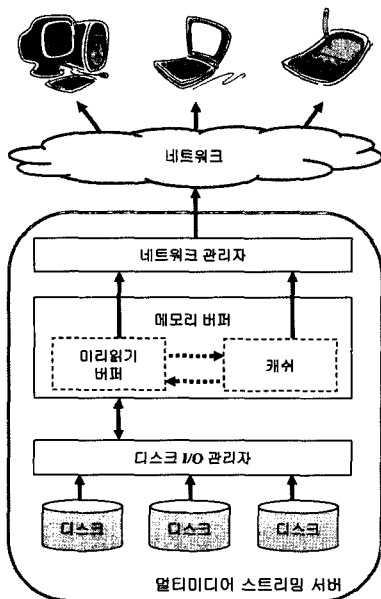 네트워크
네트워크 관리자
메모리 버퍼
미리읽기
버퍼
캐쉬
디스크 I/O 관리자
디스크
디스크
디스크
멀티미디어 스트리밍 서버